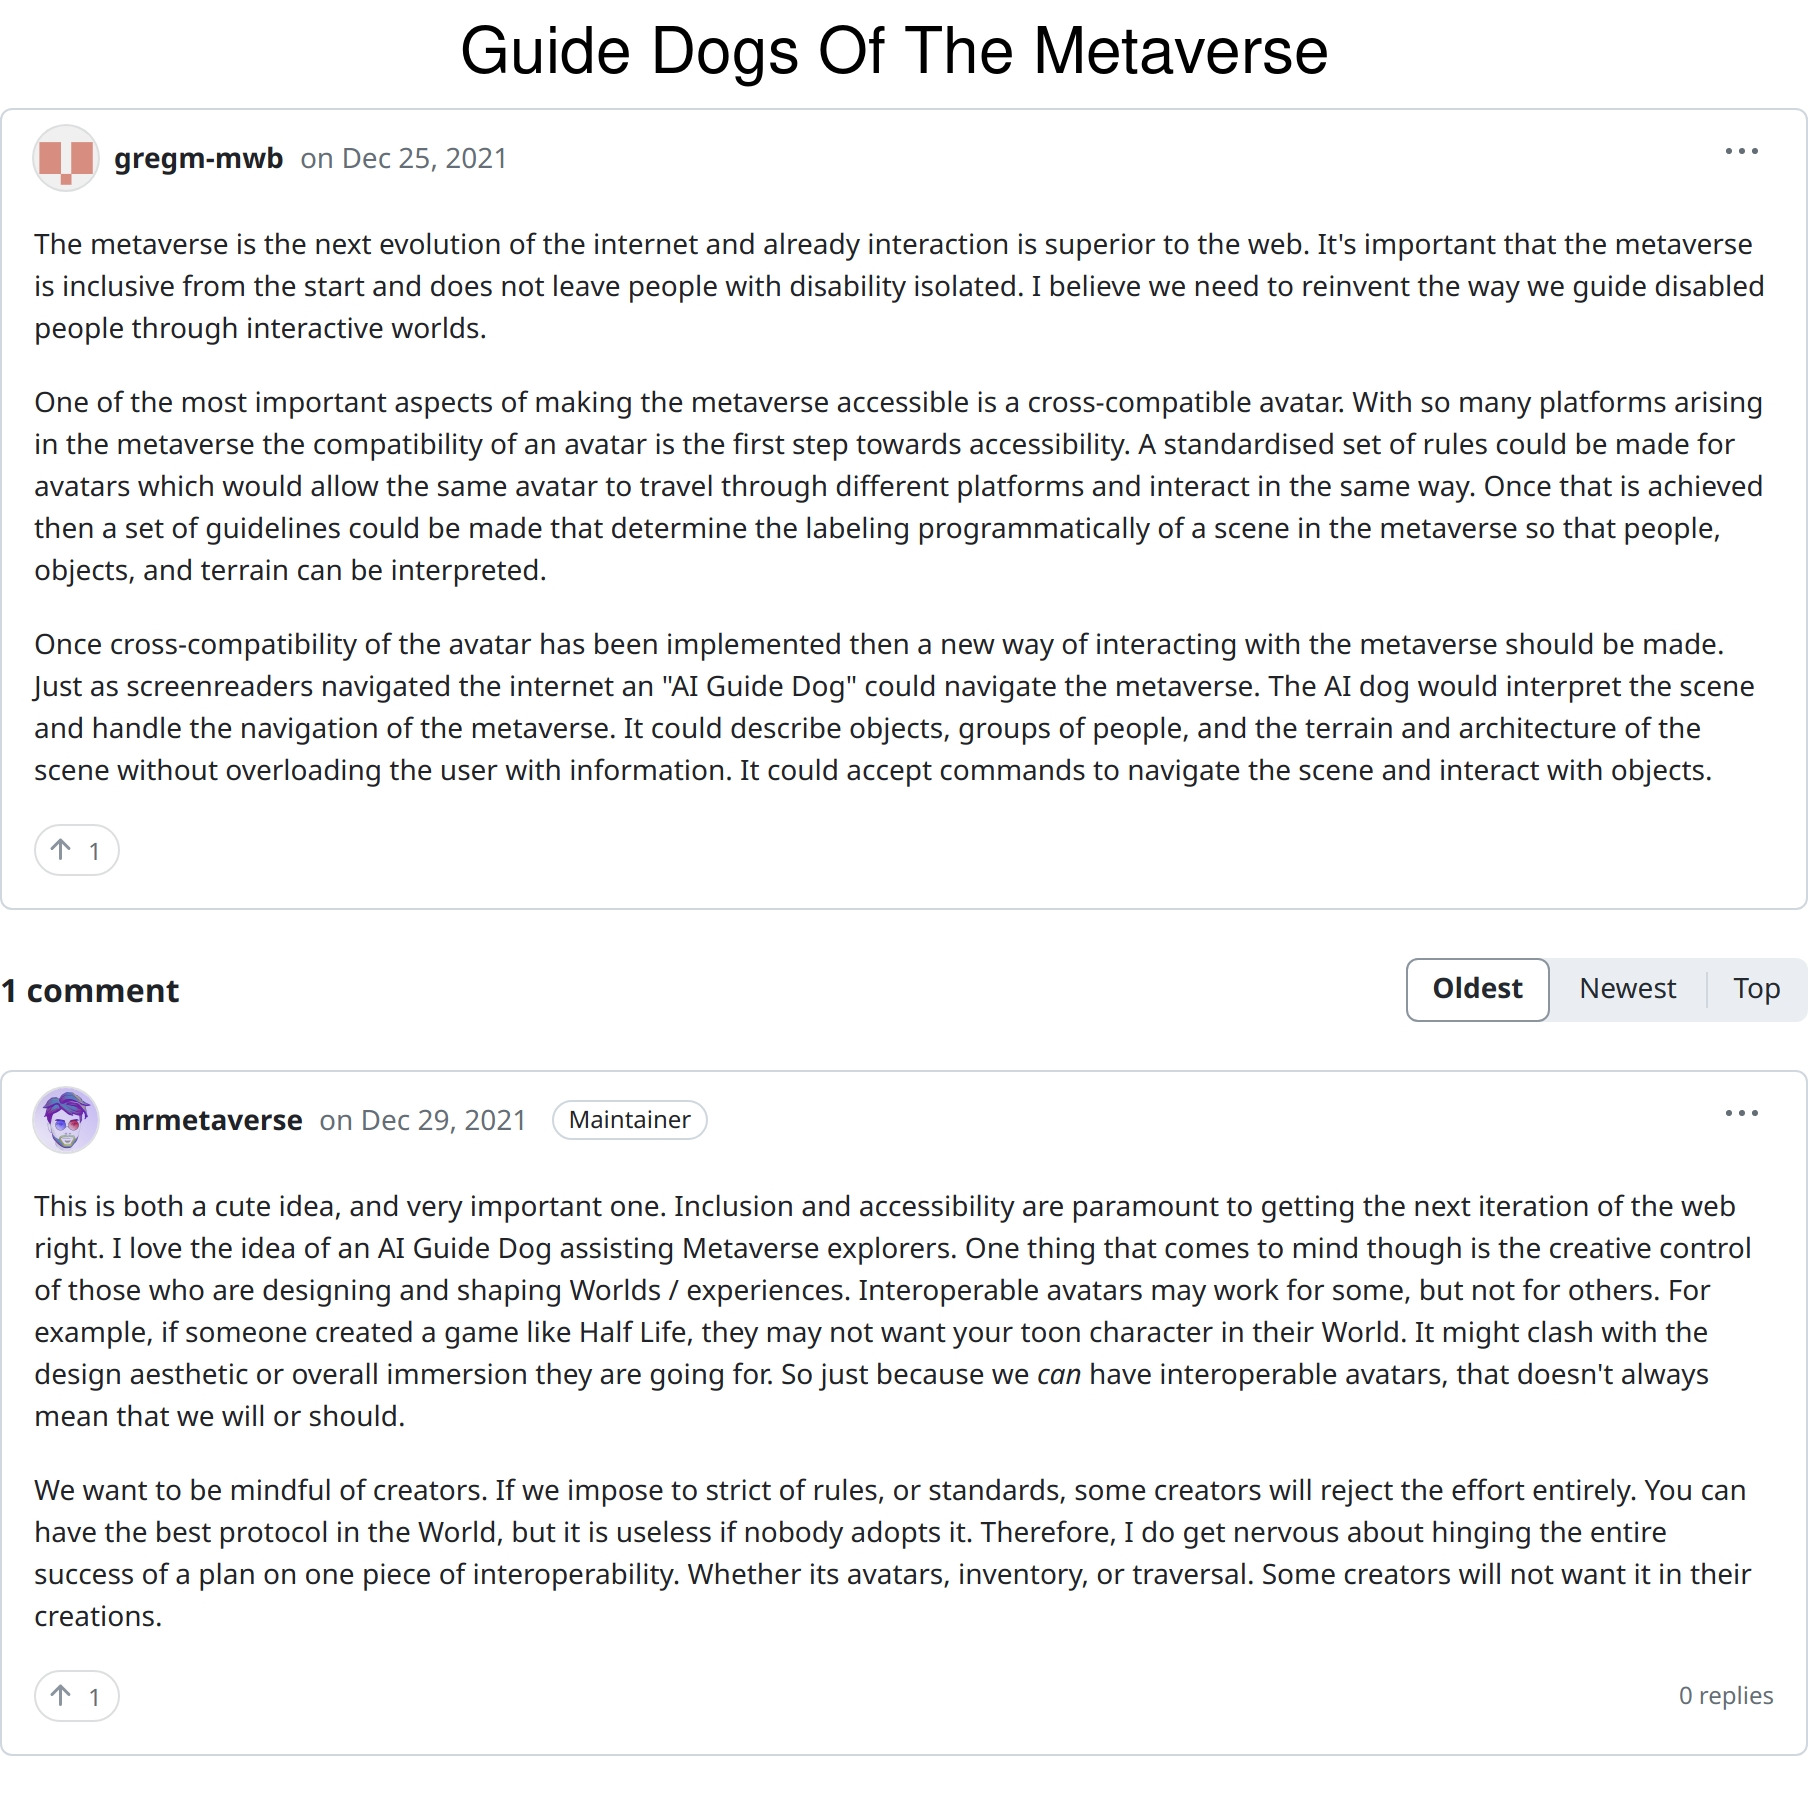 Guide Dogs Of The Metaverse
gregm-mwb on Dec 25, 2021
The metaverse is the next evolution of the internet and already interaction is superior to the web. It's important that the metaverse
is inclusive from the start and does not leave people with disability isolated. I believe we need to reinvent the way we guide disabled
people through interactive worlds.
One of the most important aspects of making the metaverse accessible is a cross-compatible avatar. With so many platforms arising
in the metaverse the compatibility of an avatar is the first step towards accessibility. A standardised set of rules could be made for
avatars which would allow the same avatar to travel through different platforms and interact in the same way. Once that is achieved
then a set of guidelines could be made that determine the labeling programmatically of a scene in the metaverse so that people,
objects, and terrain can be interpreted.
Once cross-compatibility of the avatar has been implemented then a new way of interacting with the metaverse should be made.
Just as screenreaders navigated the internet an "AI Guide Dog" could navigate the metaverse. The AI dog would interpret the scene
and handle the navigation of the metaverse. It could describe objects, groups of people, and the terrain and architecture of the
scene without overloading the user with information. It could accept commands to navigate the scene and interact with objects.
↑ 1
1 comment
Oldest Newest Top
mrmetaverse on Dec 29, 2021 Maintainer
This is both a cute idea, and very important one. Inclusion and accessibility are paramount to getting the next iteration of the web
right. I love the idea of an AI Guide Dog assisting Metaverse explorers. One thing that comes to mind though is the creative control
of those who are designing and shaping Worlds / experiences. Interoperable avatars may work for some, but not for others. For
example, if someone created a game like Half Life, they may not want your toon character in their World. It might clash with the
design aesthetic or overall immersion they are going for. So just because we can have interoperable avatars, that doesn't always
mean that we will or should.
We want to be mindful of creators. If we impose to strict of rules, or standards, some creators will reject the effort entirely. You can
have the best protocol in the World, but it is useless if nobody adopts it. Therefore, I do get nervous about hinging the entire
success of a plan on one piece of interoperability. Whether its avatars, inventory, or traversal. Some creators will not want it in their
creations.
↑ 1 0 replies